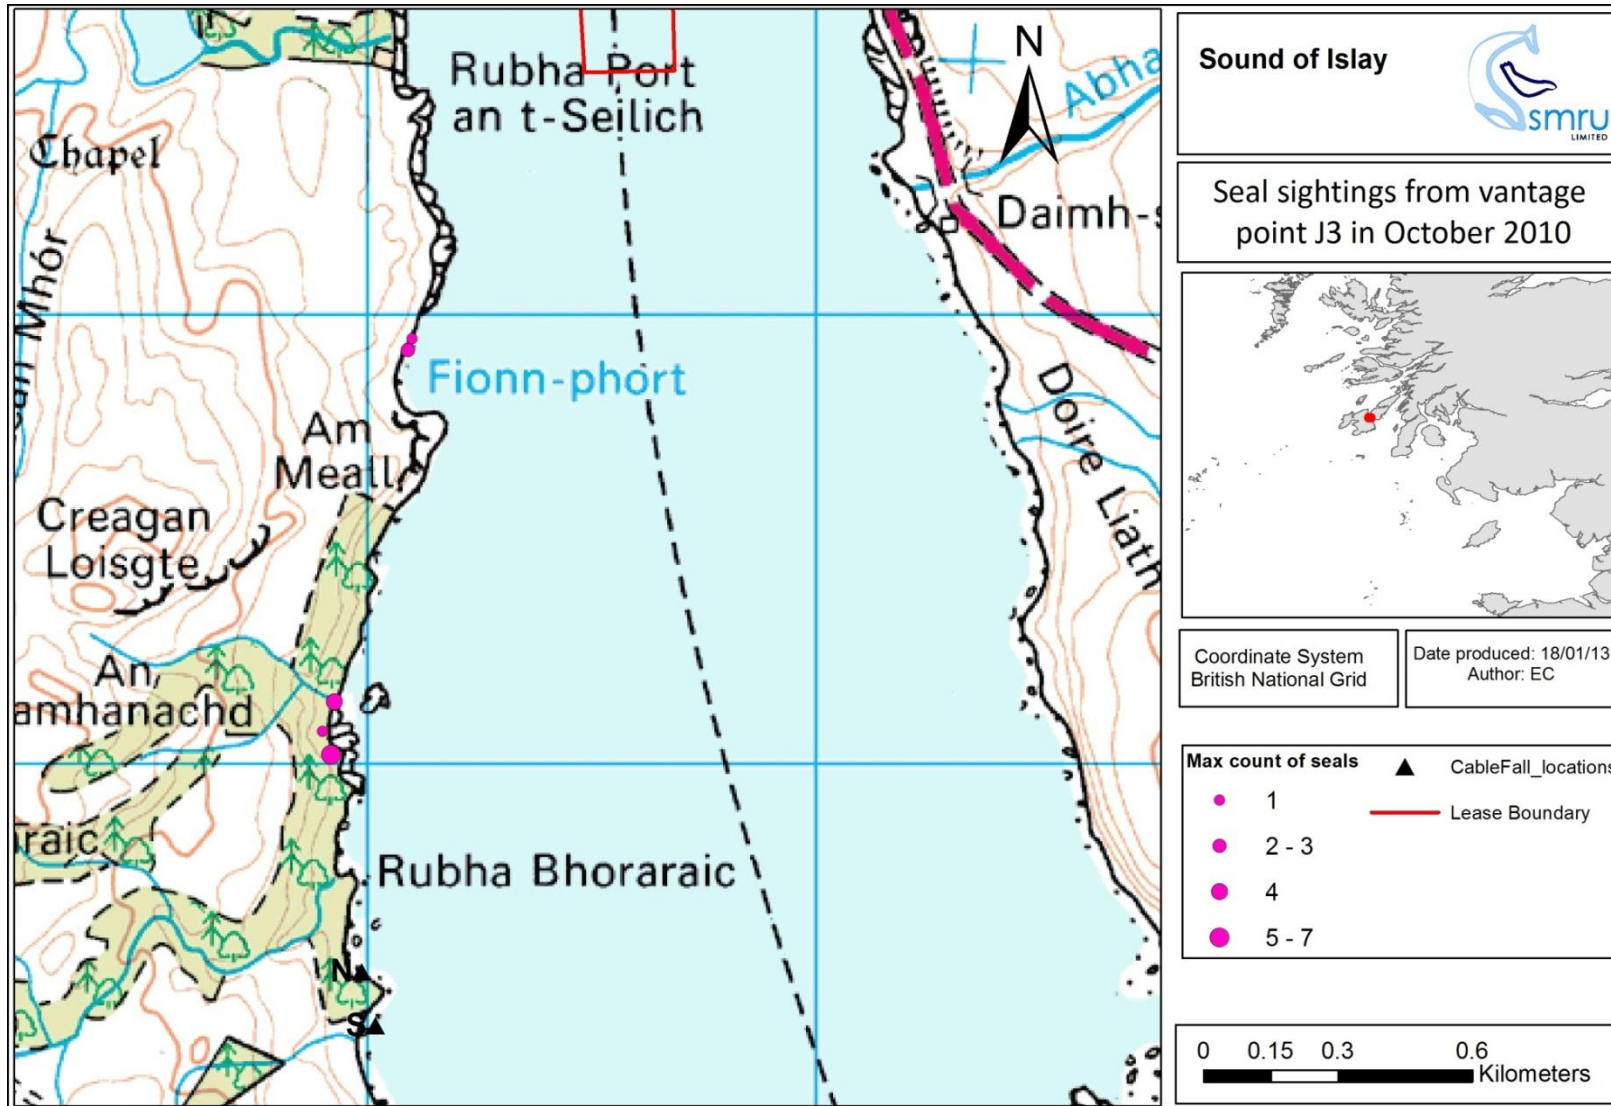 Rubha Port
an t-Seilich
Chapel
N
Abha
Daimh-s
Fionn-phort
Am
Meall
Creagan
Loisgte
Doire Liath
An
amhanachd
raic
Rubha Bhoraraic
N
S
Sound of Islay
smru
LIMITED
Seal sightings from vantage
point J3 in October 2010
Coordinate System
British National Grid
Date produced: 18/01/13
Author: EC
Max count of seals
1
2 - 3
4
5 - 7
CableFall_locations
Lease Boundary
0 0.15 0.3 0.6
Kilometers